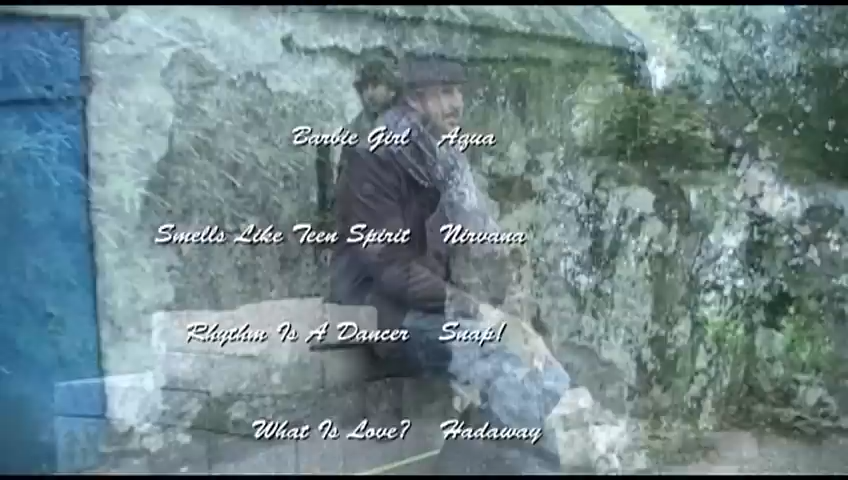 Barbie Girl Aqua
Smells Like Teen Spirit Nirvana
Rhythm Is A Dancer Snap!
What Is Love? Hadaway